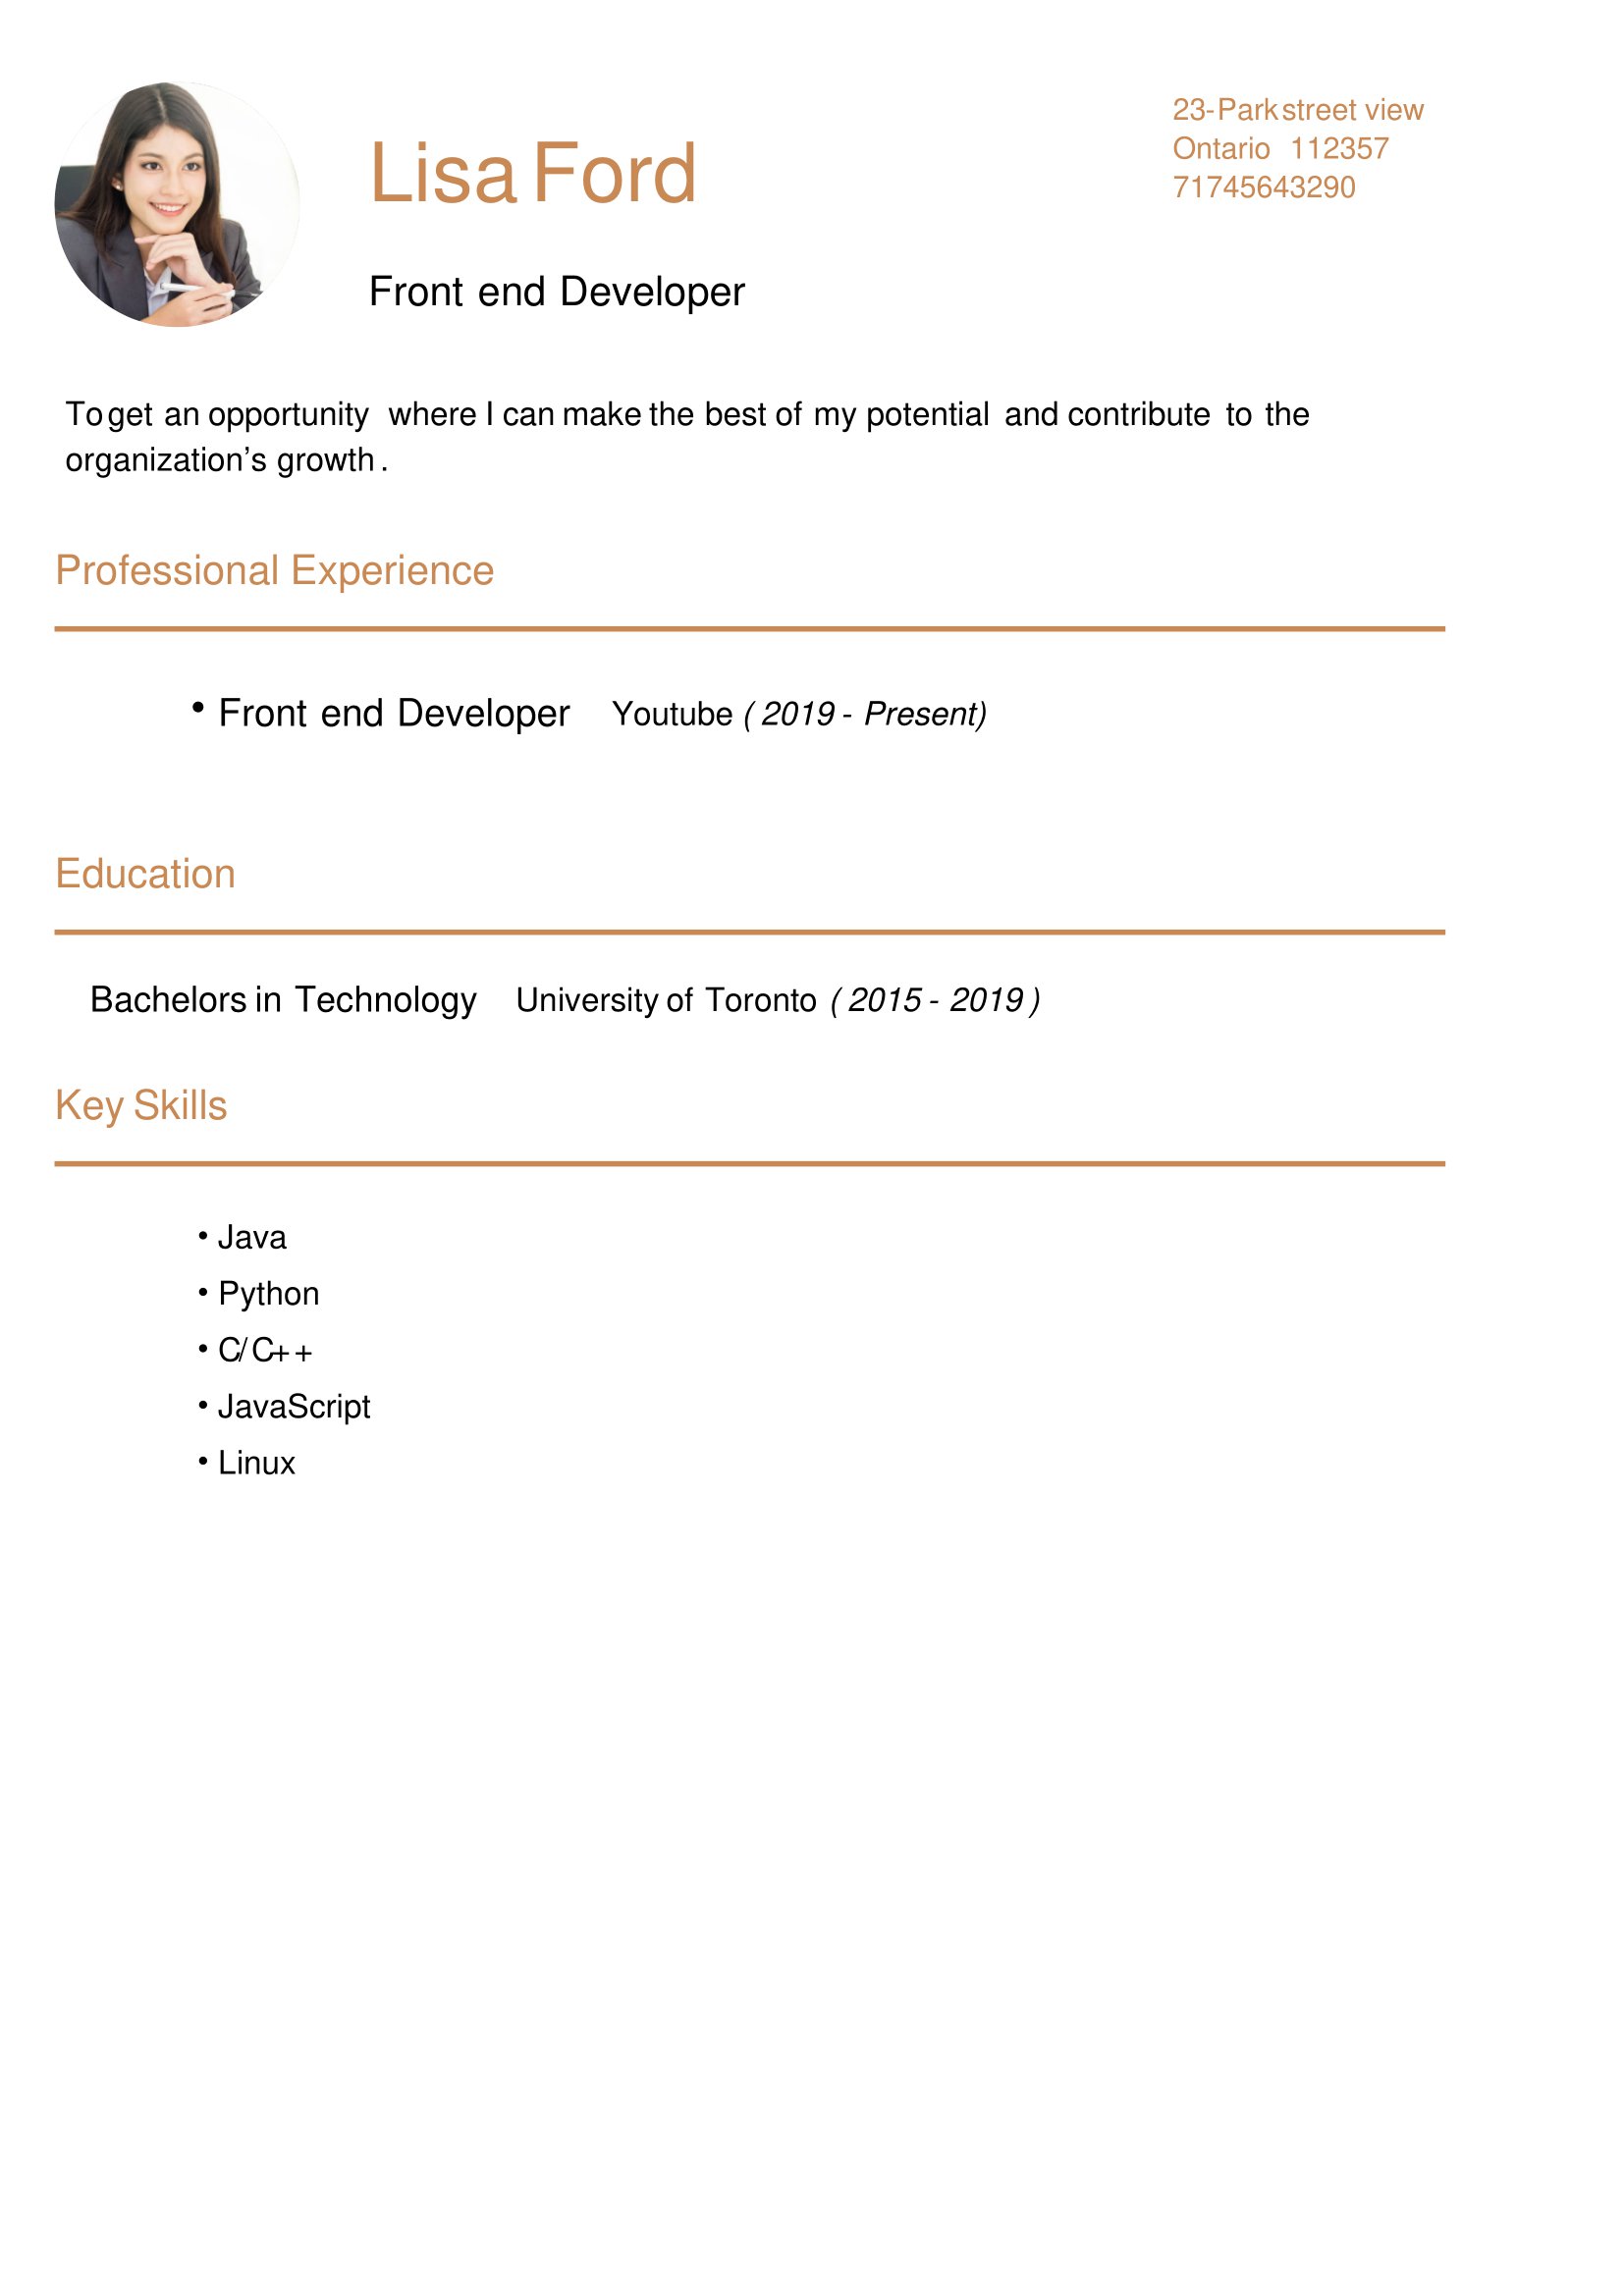 23-Park street view
Ontario 112357
71745643290
Lisa Ford
Front end Developer
To get an opportunity where I can make the best of my potential and contribute to the
organization’s growth .
Professional Experience
• Front end Developer Youtube ( 2019 - Present)
Education
Bachelors in Technology University of Toronto ( 2015 - 2019 )
Key Skills
• Java
• Python
• C/ C++
• JavaScript
• Linux